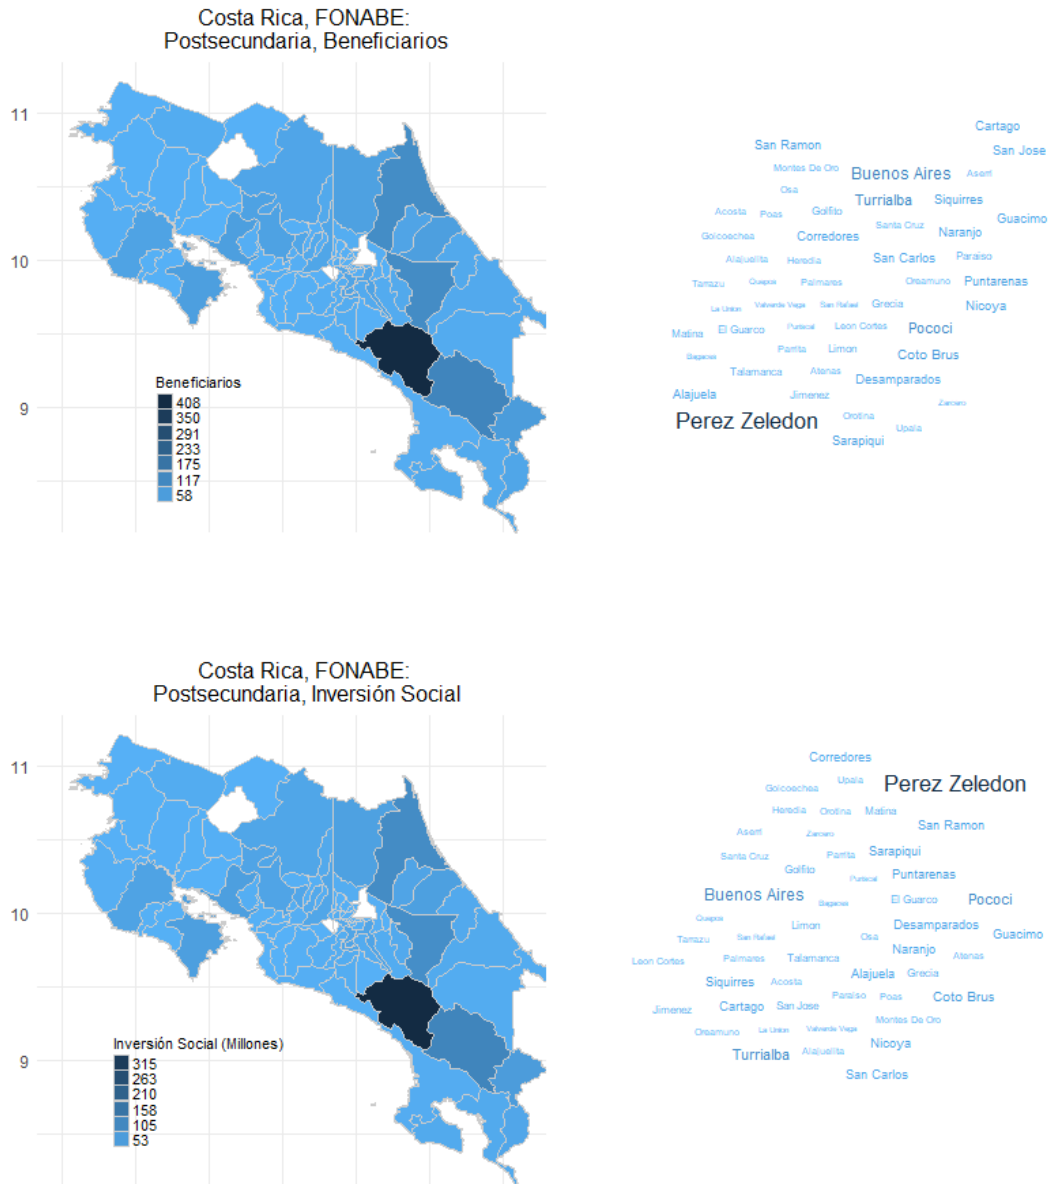 Costa Rica, FONABE:
Postsecundaria, Beneficiarios
11
10
9
Beneficiarios
408
350
291
233
175
117
58
Cartago
San Ramon
San Jose
Montes De Oro
Buenos Aires
Aserri
Osa
Turrialba
Siquirres
Acosta
Poas
Golfito
Guacimo
Santa Cruz
Goicoechea
Corredores
Naranjo
Alajuelita
Heredia
San Carlos
Paraiso
Tarrazu
Quepos
Palmares
Oreamuno
Puntarenas
La Union
Valverde Vega
San Rafael
Grecia
Nicoya
Matina
El Guarco
Puriscal
Leon Cortes
Pococi
Bagaces
Parrita
Limon
Coto Brus
Talamanca
Atenas
Desamparados
Alajuela
Jimenez
Zarcero
Perez Zeledon
Orotina
Upala
Sarapiqui
Costa Rica, FONABE:
Postsecundaria, Inversión Social
11
10
9
Inversión Social (Millones)
315
263
210
158
105
53
Corredores
Upala
Perez Zeledon
Goicoechea
Heredia
Orotina
Matina
San Ramon
Aserri
Zarcero
Santa Cruz
Parrita
Sarapiqui
Golfito
Puriscal
Puntarenas
Buenos Aires
Bagaces
El Guarco
Pococi
Quepos
Limon
Desamparados
Tarrazu
San Rafael
Osa
Guacimo
Naranjo
Leon Cortes
Palmares
Talamanca
Atenas
Alajuela
Grecia
Siquirres
Acosta
Jimenez
Cartago
San Jose
Paraiso
Poas
Coto Brus
Montes De Oro
Oreamuno
La Union
Valverde Vega
Nicoya
Turrialba
Alajuelita
San Carlos